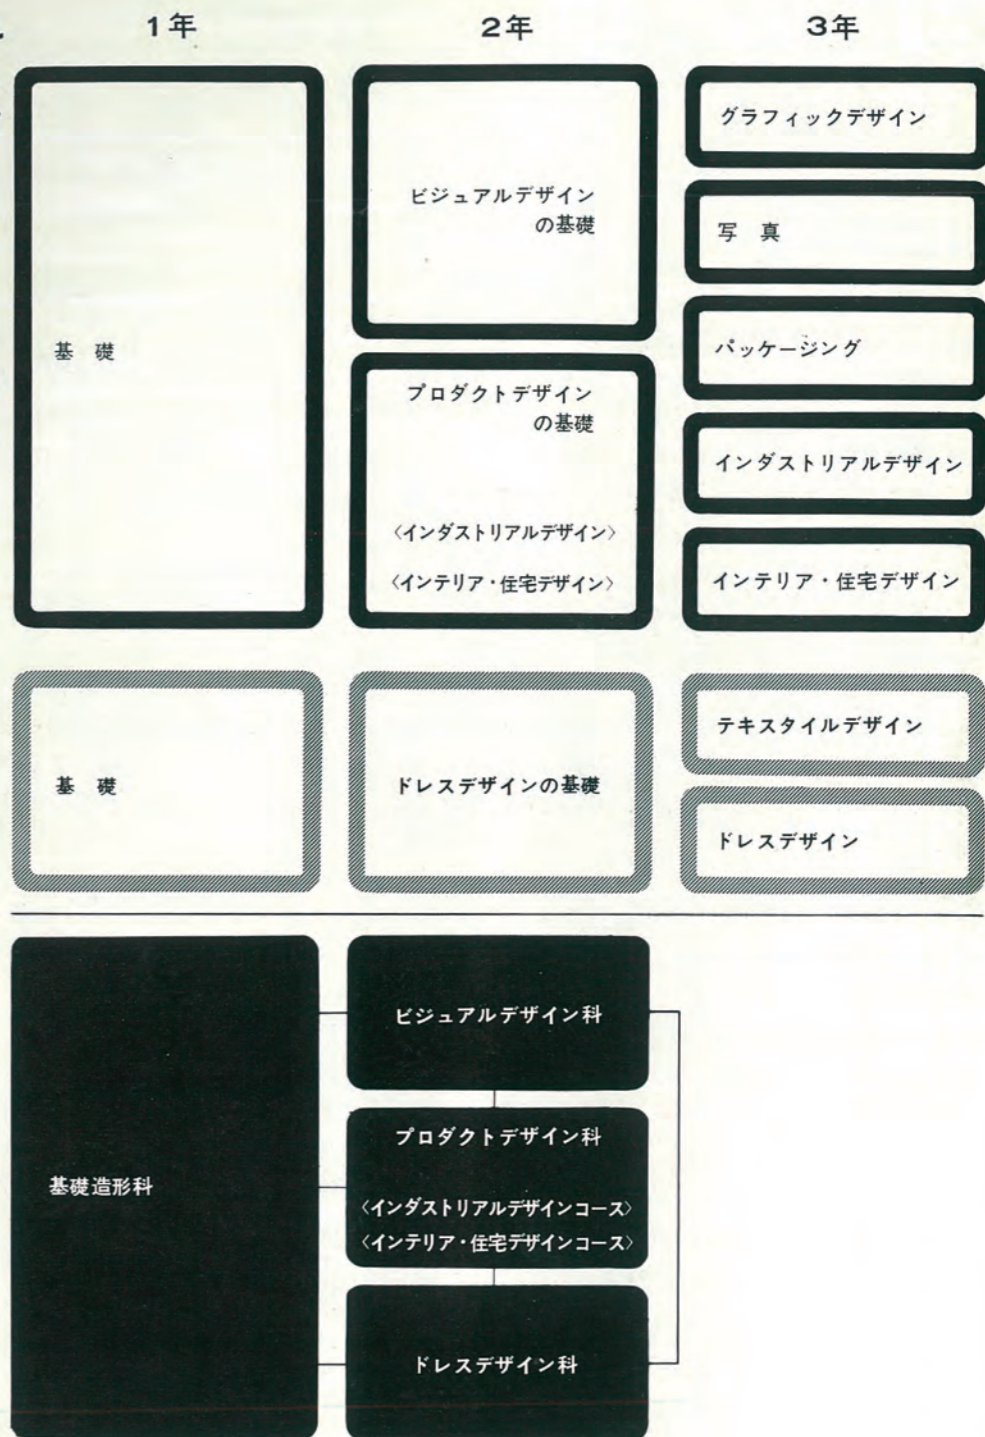 1年
2年
3年
基 礎
ビジュアルデザイン
の基礎
プロダクトデザイン
の基礎
〈インダストリアルデザイン〉
〈インテリア・住宅デザイン〉
グラフィックデザイン
写 真
パッケージング
インダストリアルデザイン
インテリア・住宅デザイン
基 礎
ドレスデザインの基礎
テキスタイルデザイン
ドレスデザイン
基礎造形科
ビジュアルデザイン科
プロダクトデザイン科
〈インダストリアルデザインコース〉
〈インテリア・住宅デザインコース〉
ドレスデザイン科